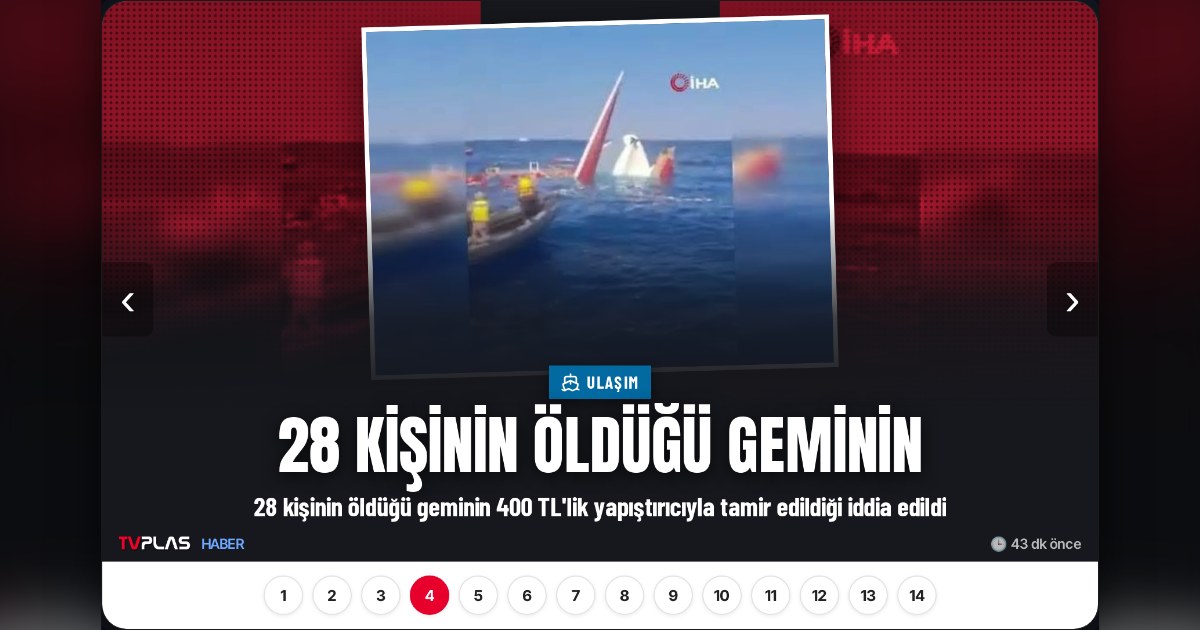 İHA
İHA
ULAŞIM
28 KİŞİNİN ÖLDÜĞÜ GEMİNİN
28 kişinin öldüğü geminin 400 TL'lik yapıştırıcıyla tamir edildiği iddia edildi
TVPLAS HABER
43 dk önce
‹
›
1 2 3 4 5 6 7 8 9 10 11 12 13 14